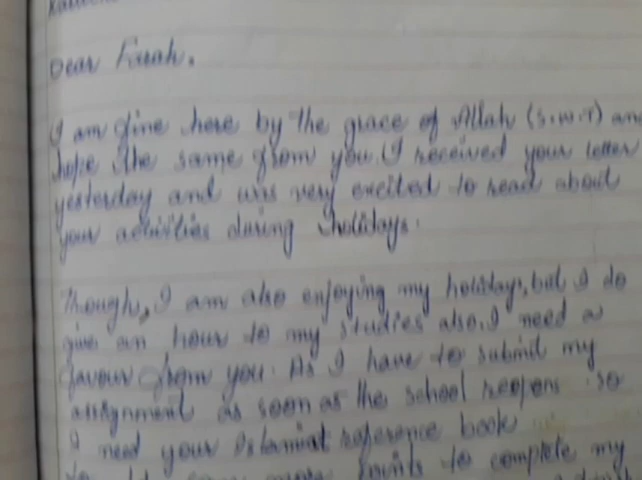 Dear Farah,
I am fine here by the grace of Allah (S.W.T) and
hope the same from you. I received your letter
yesterday and was very excited to read about
your activities during holidays.
Though, I am also enjoying my holidays, but I do
give an hour to my studies also. I need a
favour from you. As I have to submit my
assignment as soon as the school reopens so
I need your Islamiat reference book
more points to complete my